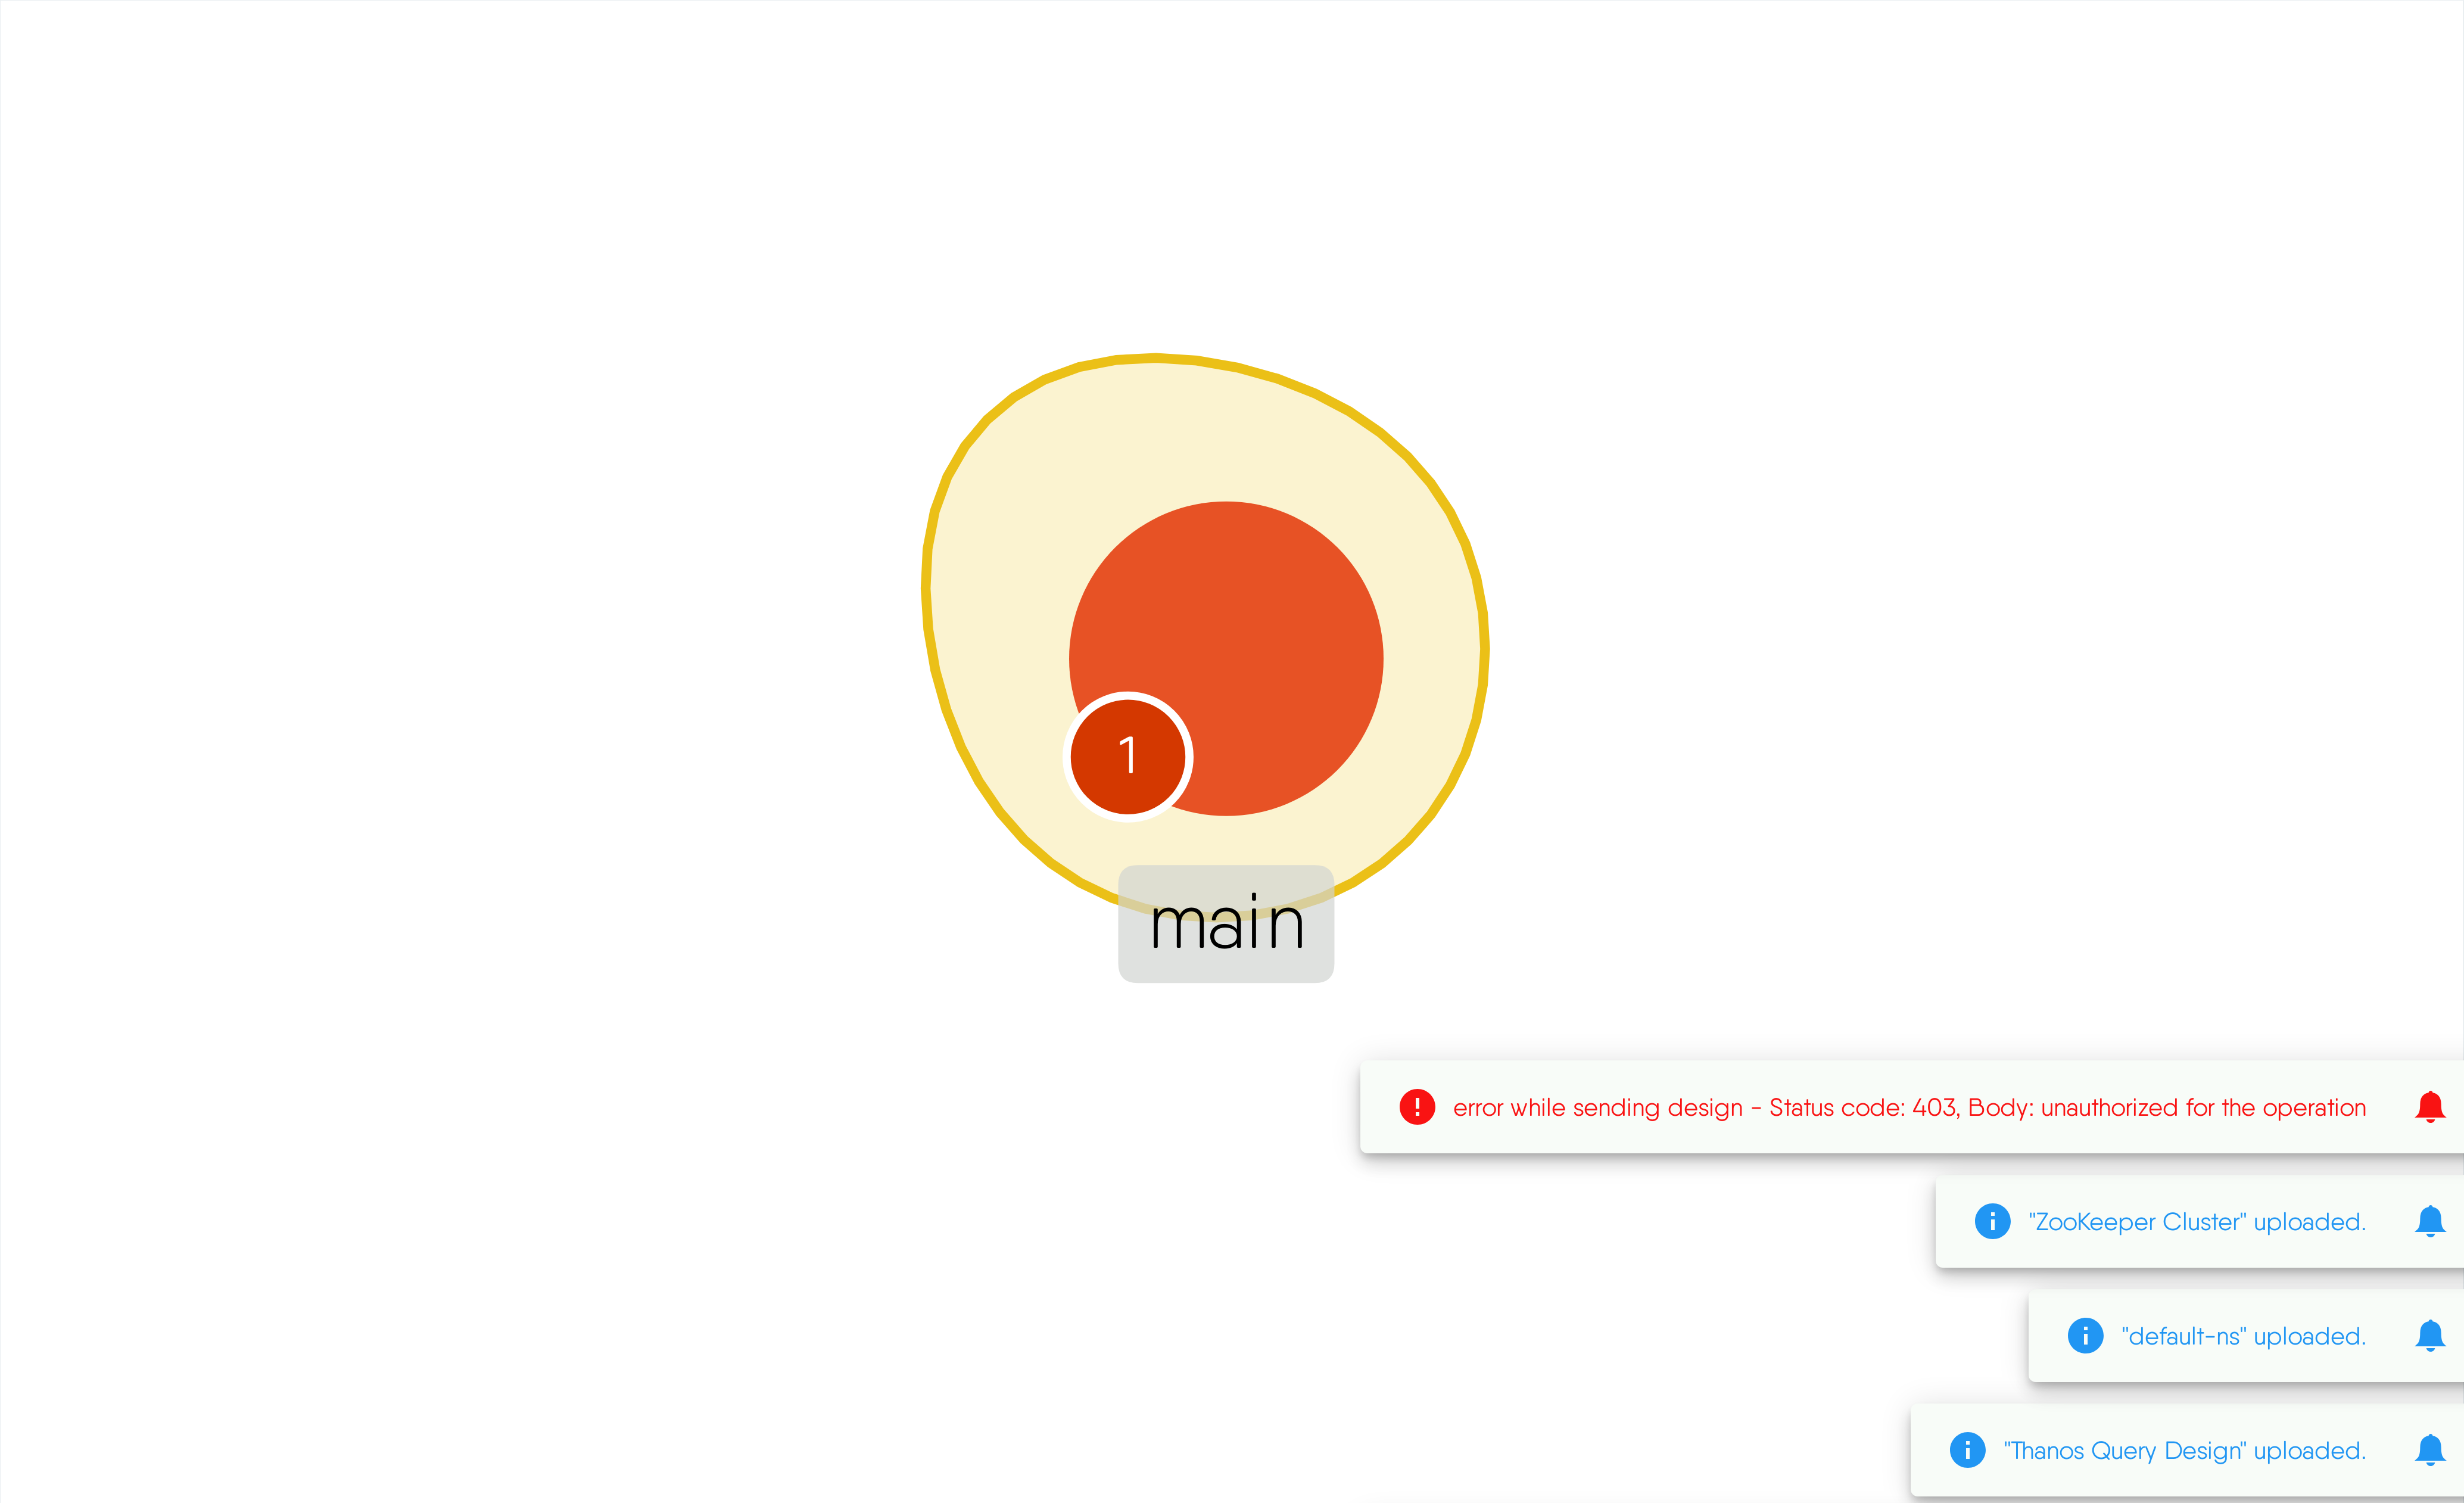 1
main
error while sending design - Status code: 403, Body: unauthorized for the operation
"ZooKeeper Cluster" uploaded.
"default-ns" uploaded.
"Thanos Query Design" uploaded.